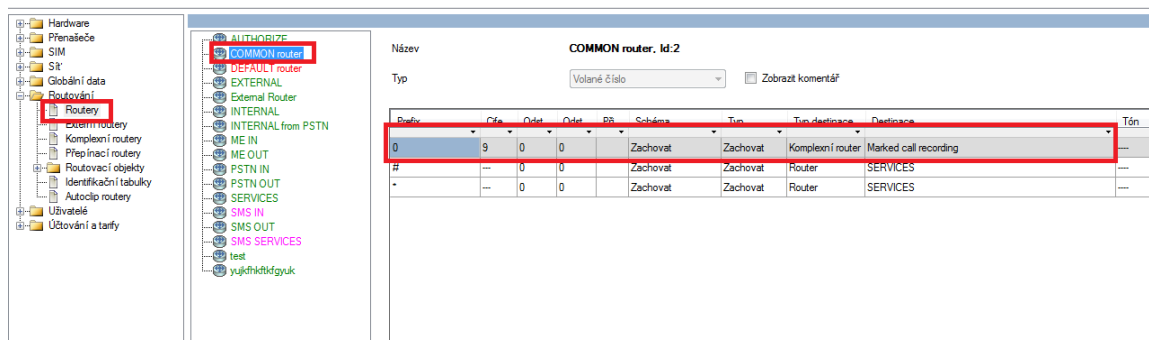 Hardware
Přenašeče
SIM
Síť
Globální data
Routování
Routery
Externí routery
Komplexní routery
Přepínací routery
Routovací objekty
Identifikační tabulky
Autoclip routery
Uživatelé
Účtování a tarify
AUTHORIZE
COMMON router
DEFAULT router
EXTERNAL
External Router
INTERNAL
INTERNAL from PSTN
ME IN
ME OUT
PSTN IN
PSTN OUT
SERVICES
SMS IN
SMS OUT
SMS SERVICES
test
yujkfhkftkfgyuk
Název COMMON router, Id:2
Typ Volané číslo Zobrazit komentář
Prefix Cife Odst Odst Př Schéma Typ Typ destinace Destinace Tón
0 9 0 0 Zachovat Zachovat Komplexní router Marked call recording ----
# --- 0 0 Zachovat Zachovat Router SERVICES ----
* --- 0 0 Zachovat Zachovat Router SERVICES ----